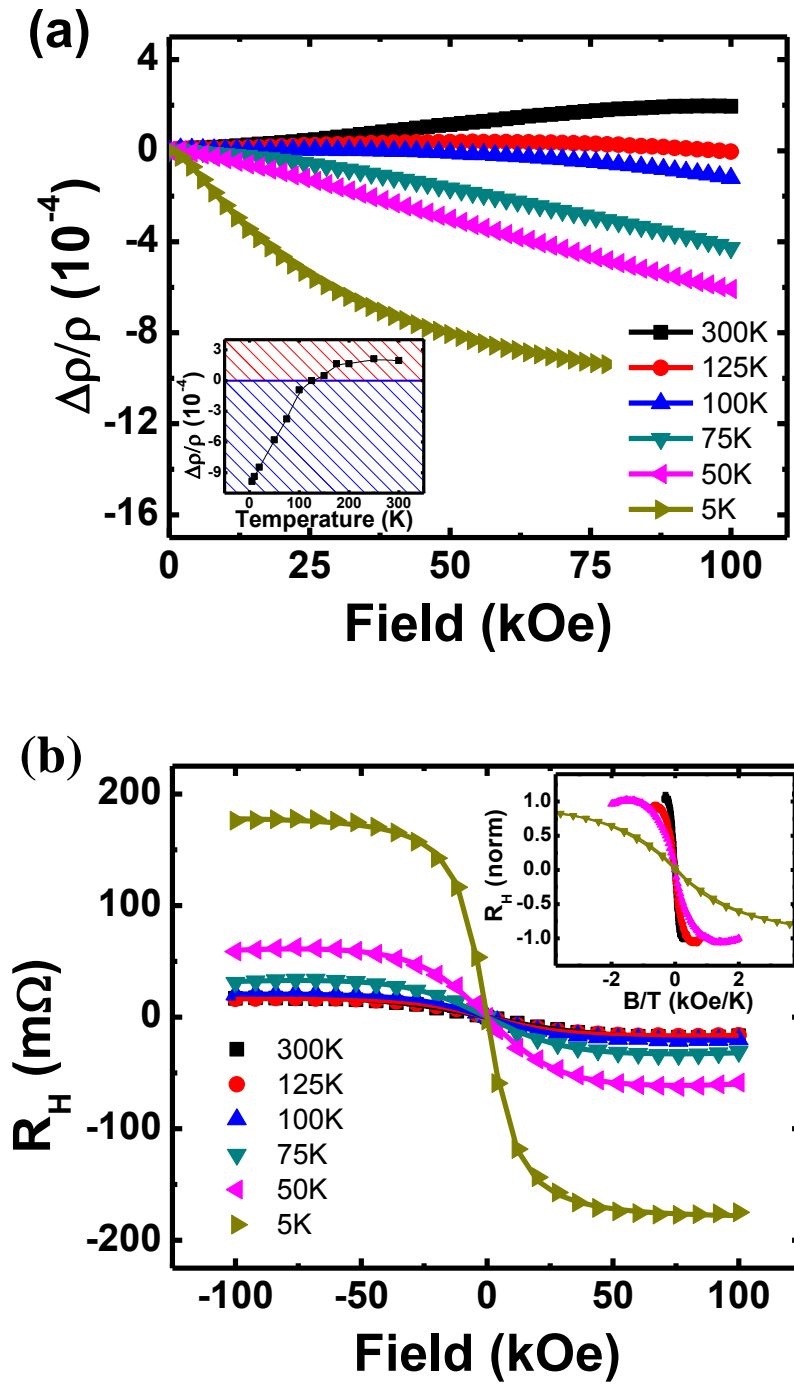 (a)
4
0
-4
-8
-12
-16
Δρ/ρ (10⁻⁴)
0 25 50 75 100
Field (kOe)
300K
125K
100K
75K
50K
5K
3
0
-3
-6
-9
Δρ/ρ (10⁻⁴)
0 100 200 300
Temperature (K)
(b)
200
100
0
-100
-200
R_H (mΩ)
-100 -50 0 50 100
Field (kOe)
300K
125K
100K
75K
50K
5K
1.0
0.5
0.0
-0.5
-1.0
R_H (norm)
-2 0 2
B/T (kOe/K)